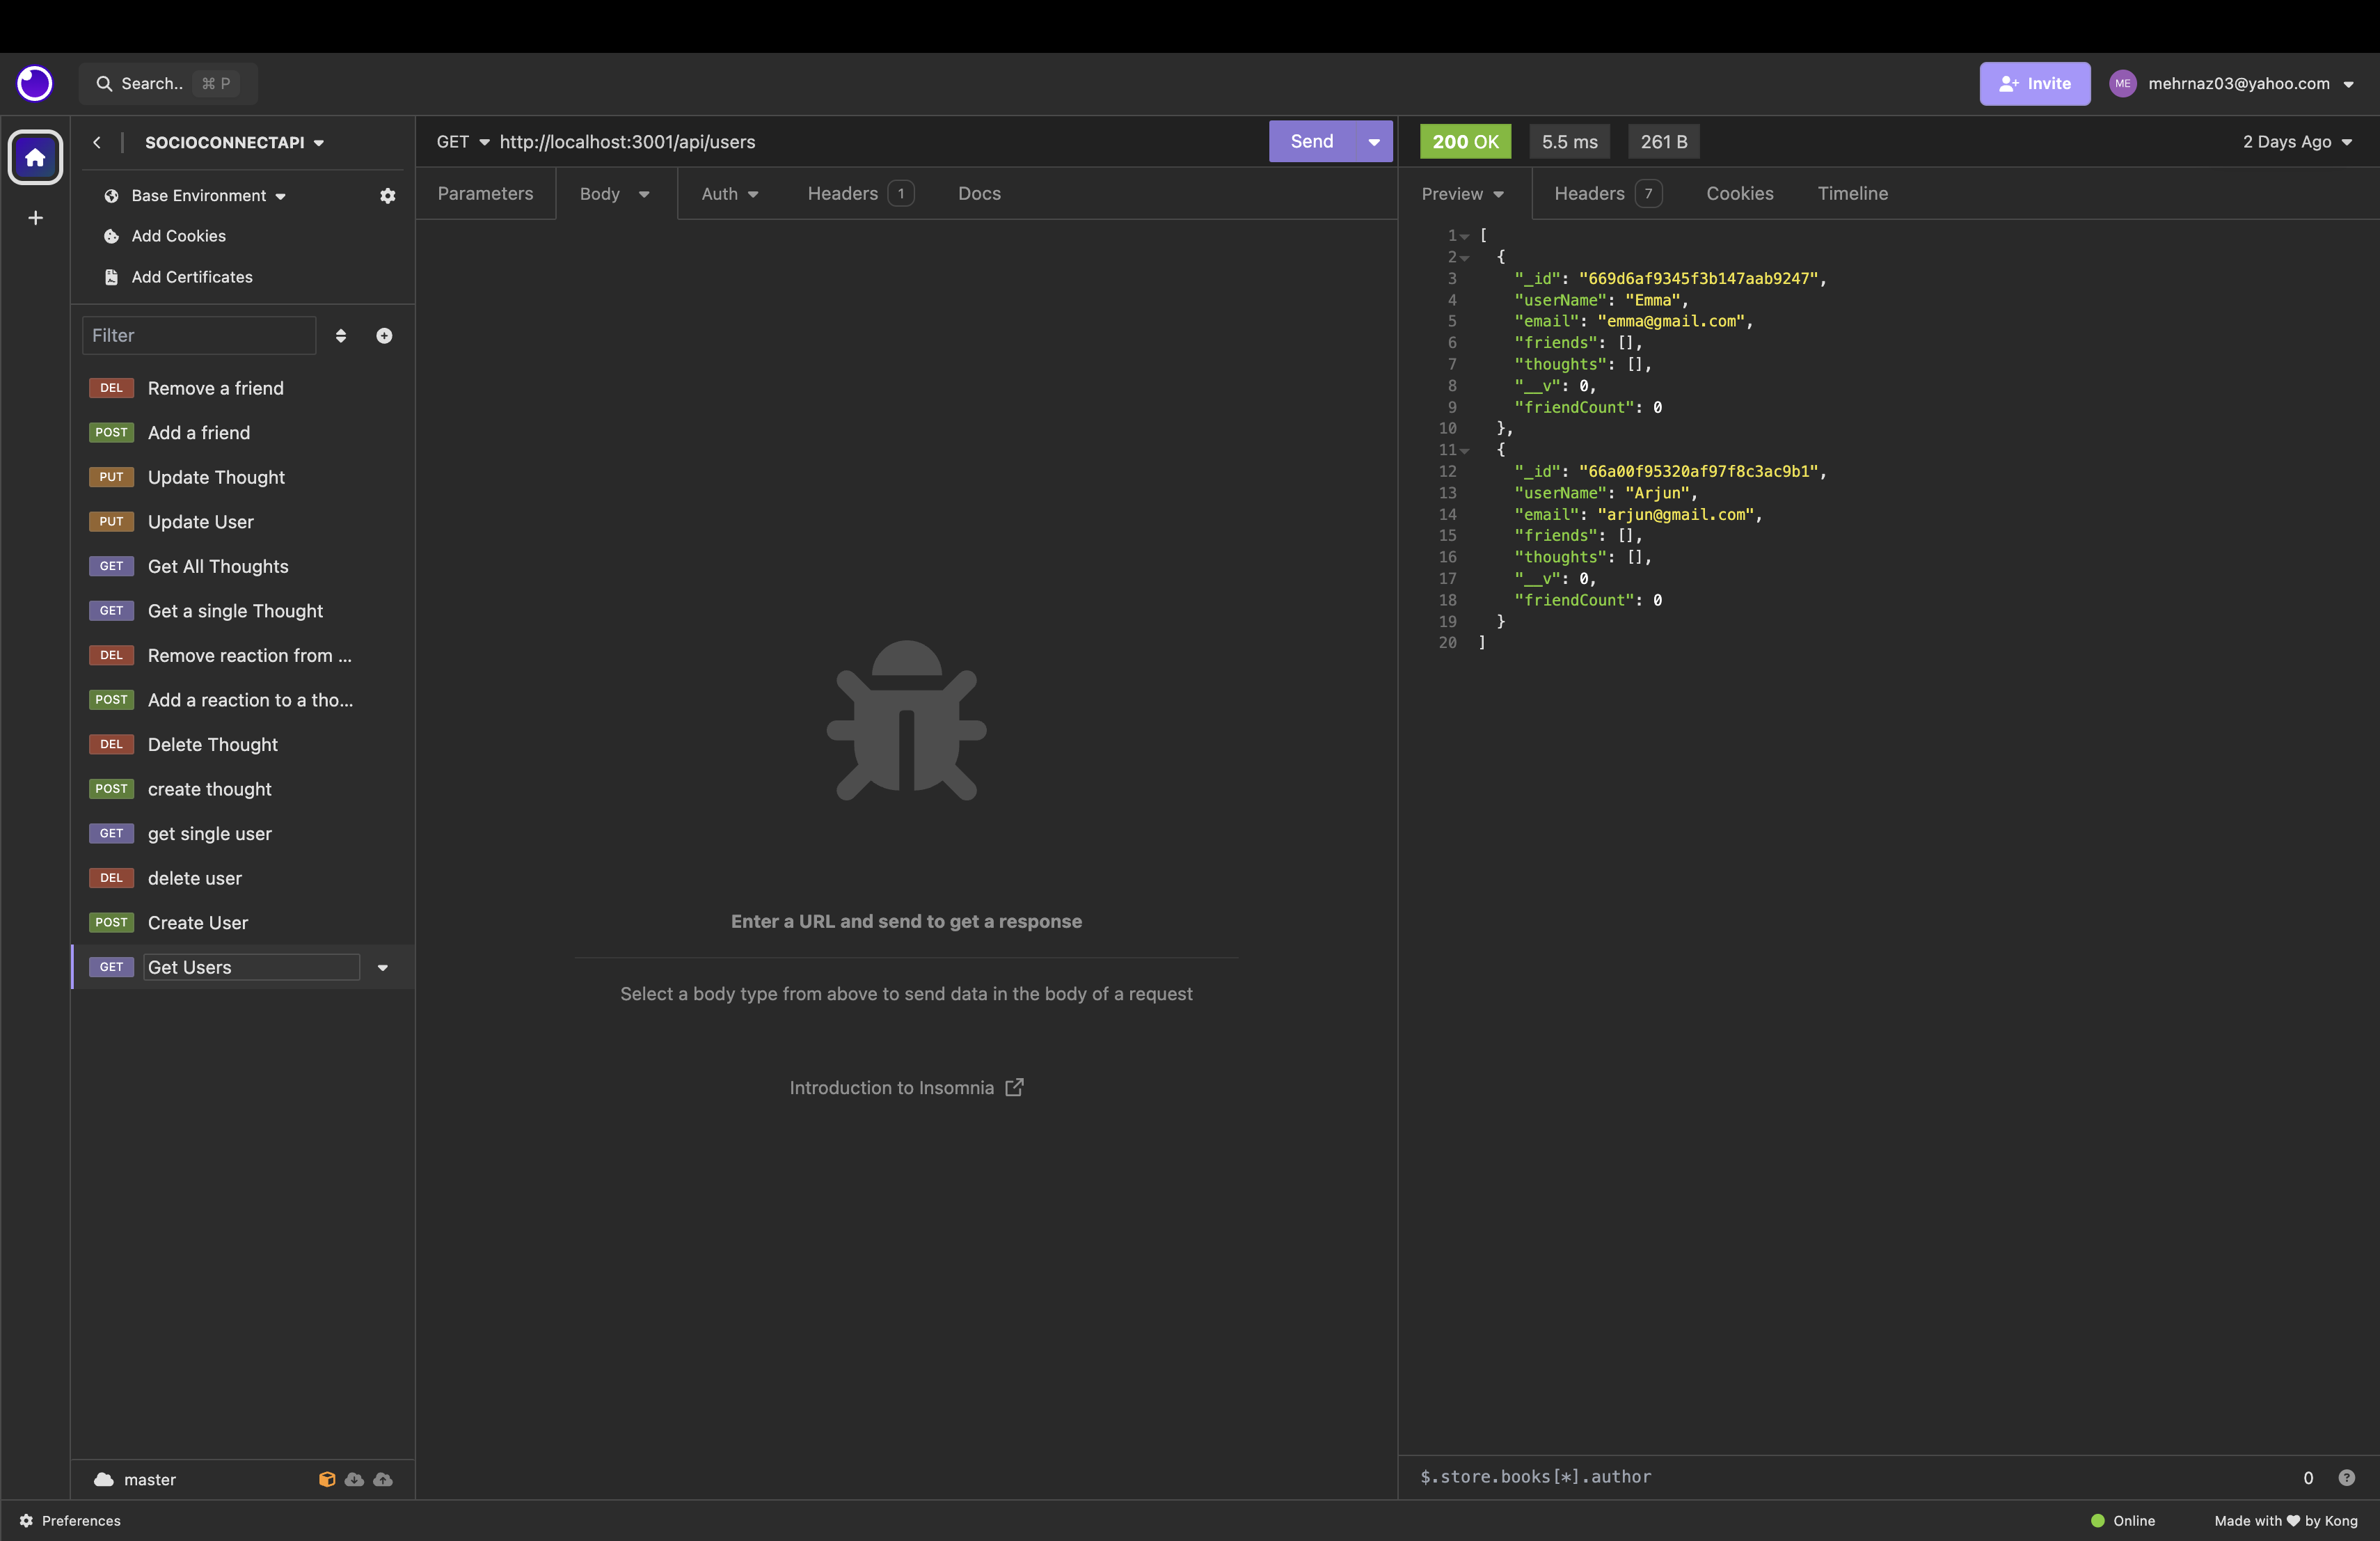 Search.. ⌘ P
Invite
ME mehrnaz03@yahoo.com
SOCIOCONNECTAPI
Base Environment
Add Cookies
Add Certificates
Filter
DEL Remove a friend
POST Add a friend
PUT Update Thought
PUT Update User
GET Get All Thoughts
GET Get a single Thought
DEL Remove reaction from ...
POST Add a reaction to a tho...
DEL Delete Thought
POST create thought
GET get single user
DEL delete user
POST Create User
GET Get Users
master
GET http://localhost:3001/api/users Send
Parameters Body Auth Headers 1 Docs
Enter a URL and send to get a response
Select a body type from above to send data in the body of a request
Introduction to Insomnia
200 OK 5.5 ms 261 B 2 Days Ago
Preview Headers 7 Cookies Timeline
1 [
2 {
3 "_id": "669d6af9345f3b147aab9247",
4 "userName": "Emma",
5 "email": "emma@gmail.com",
6 "friends": [],
7 "thoughts": [],
8 "__v": 0,
9 "friendCount": 0
10 },
11 {
12 "_id": "66a00f95320af97f8c3ac9b1",
13 "userName": "Arjun",
14 "email": "arjun@gmail.com",
15 "friends": [],
16 "thoughts": [],
17 "__v": 0,
18 "friendCount": 0
19 }
20 ]
$.store.books[*].author 0 ?
Preferences
Online Made with ♥ by Kong